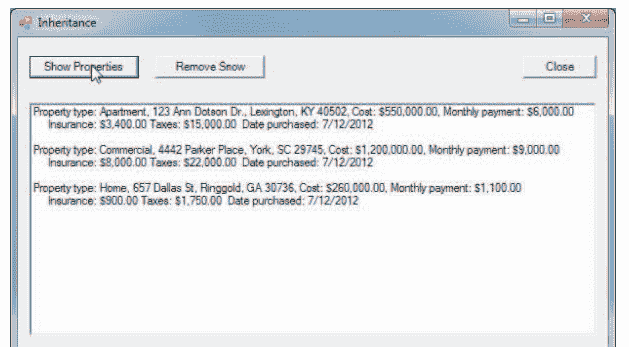 Inheritance
Show Properties Remove Snow Close
Property type: Apartment, 123 Ann Dotson Dr., Lexington, KY 40502, Cost: $550,000.00, Monthly payment: $6,000.00
Insurance: $3,400.00 Taxes: $15,000.00 Date purchased: 7/12/2012
Property type: Commercial, 4442 Parker Place, York, SC 29745, Cost: $1,200,000.00, Monthly payment: $9,000.00
Insurance: $8,000.00 Taxes: $22,000.00 Date purchased: 7/12/2012
Property type: Home, 657 Dallas St, Ringgold, GA 30736, Cost: $260,000.00, Monthly payment: $1,100.00
Insurance: $900.00 Taxes: $1,750.00 Date purchased: 7/12/2012